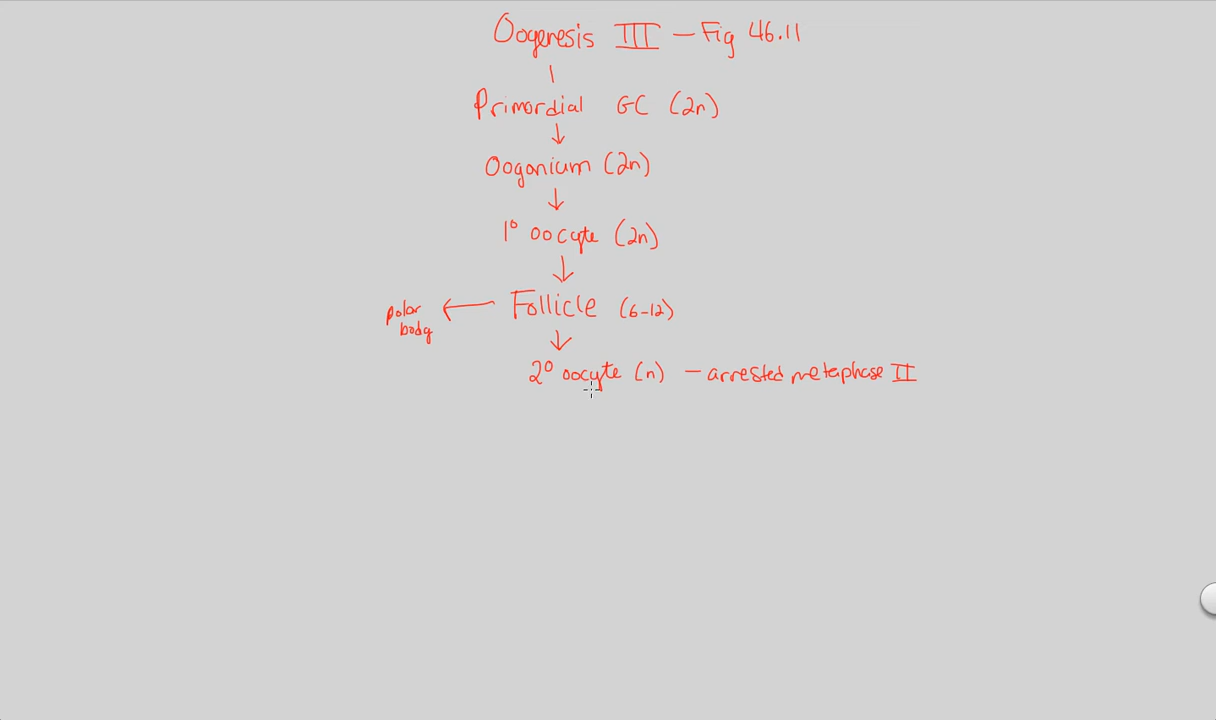 Oogenesis III - Fig 46.11
Primordial GC (2n)
Oogonium (2n)
1° oocyte (2n)
polar body ← Follicle (6-12)
2° oocyte (n) - arrested metaphase II